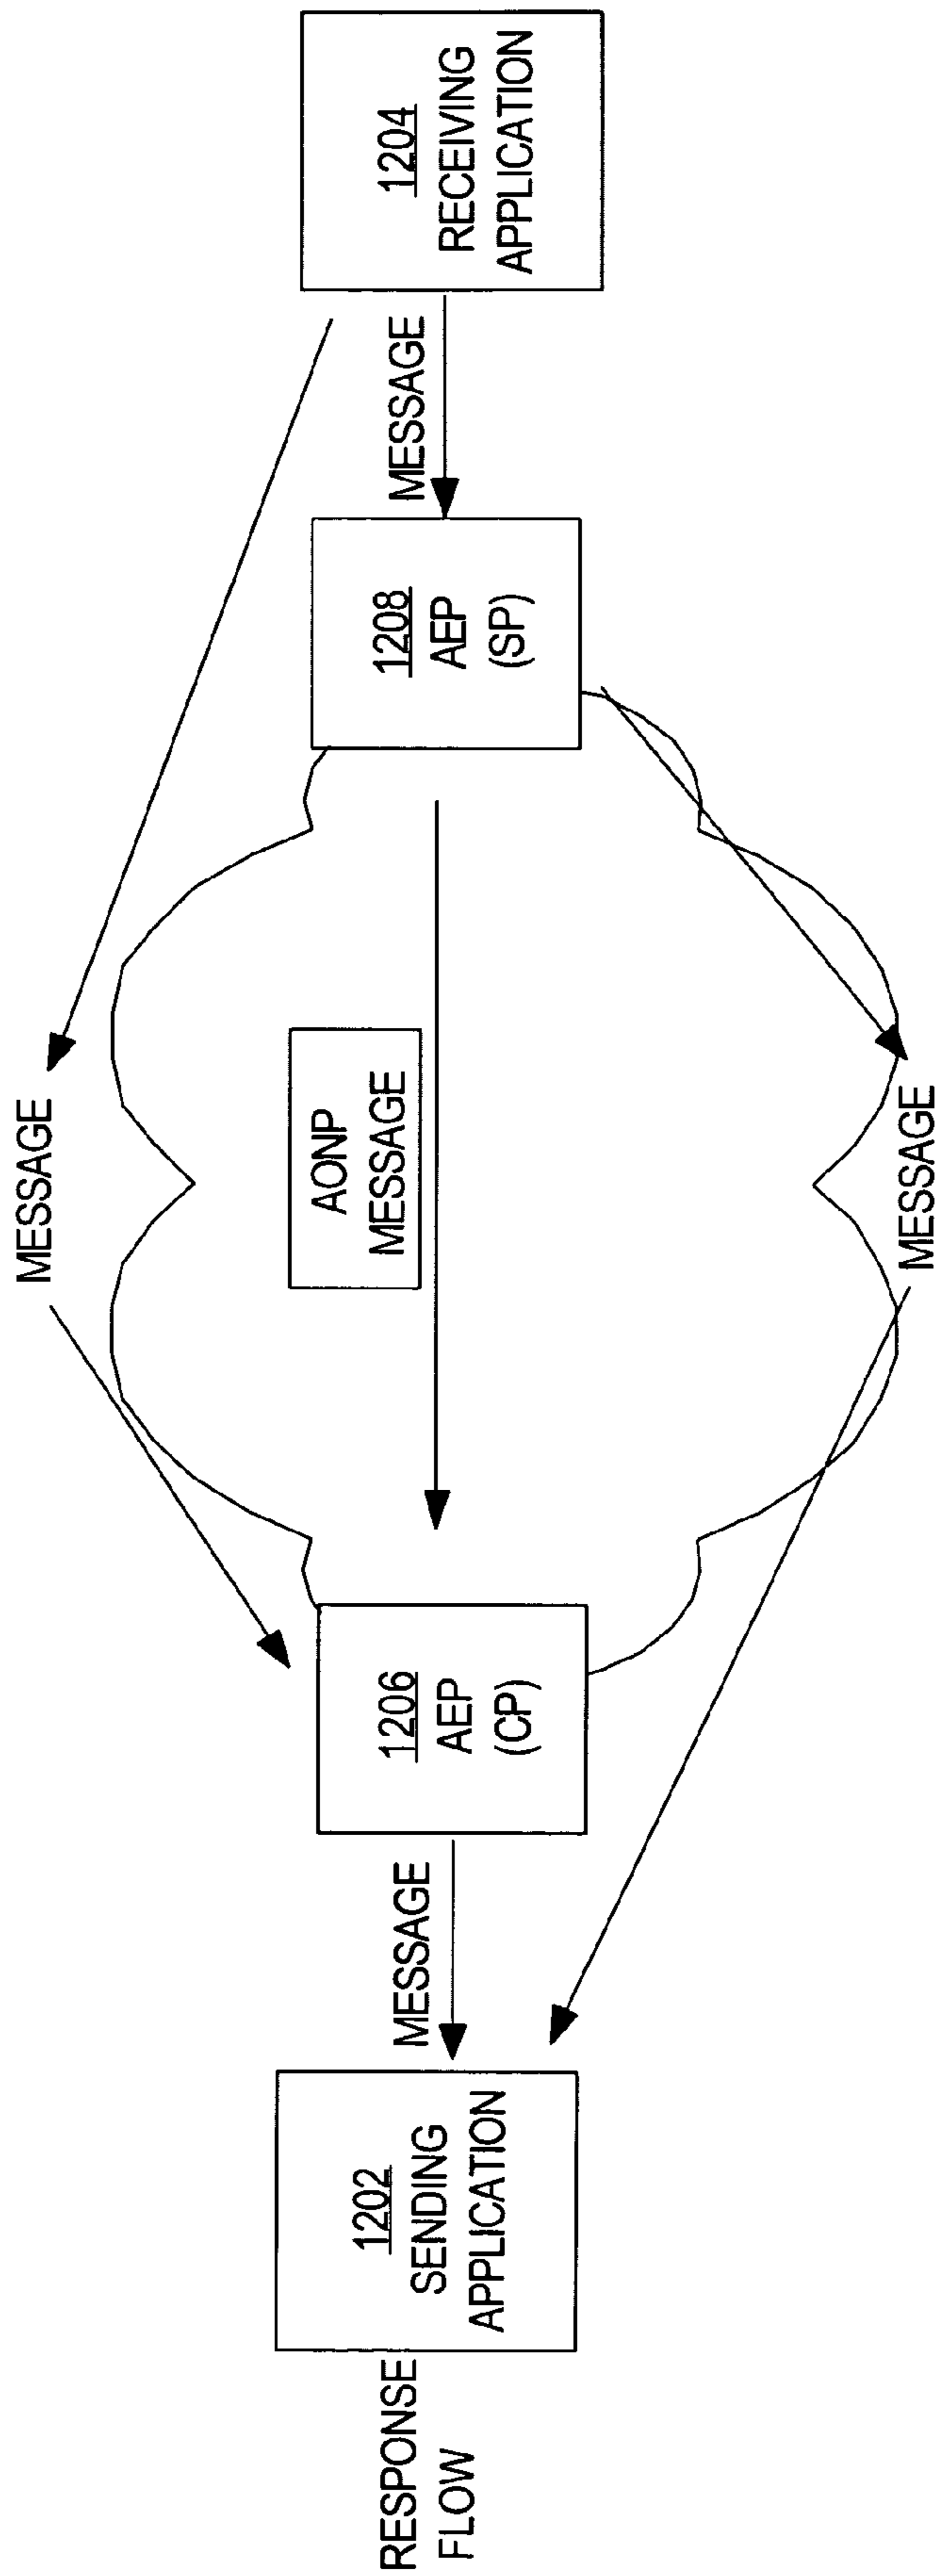 MESSAGE
RESPONSE
FLOW
1202
SENDING
APPLICATION
MESSAGE
1206
AEP
(CP)
AONP
MESSAGE
1208
AEP
(SP)
MESSAGE
1204
RECEIVING
APPLICATION
MESSAGE